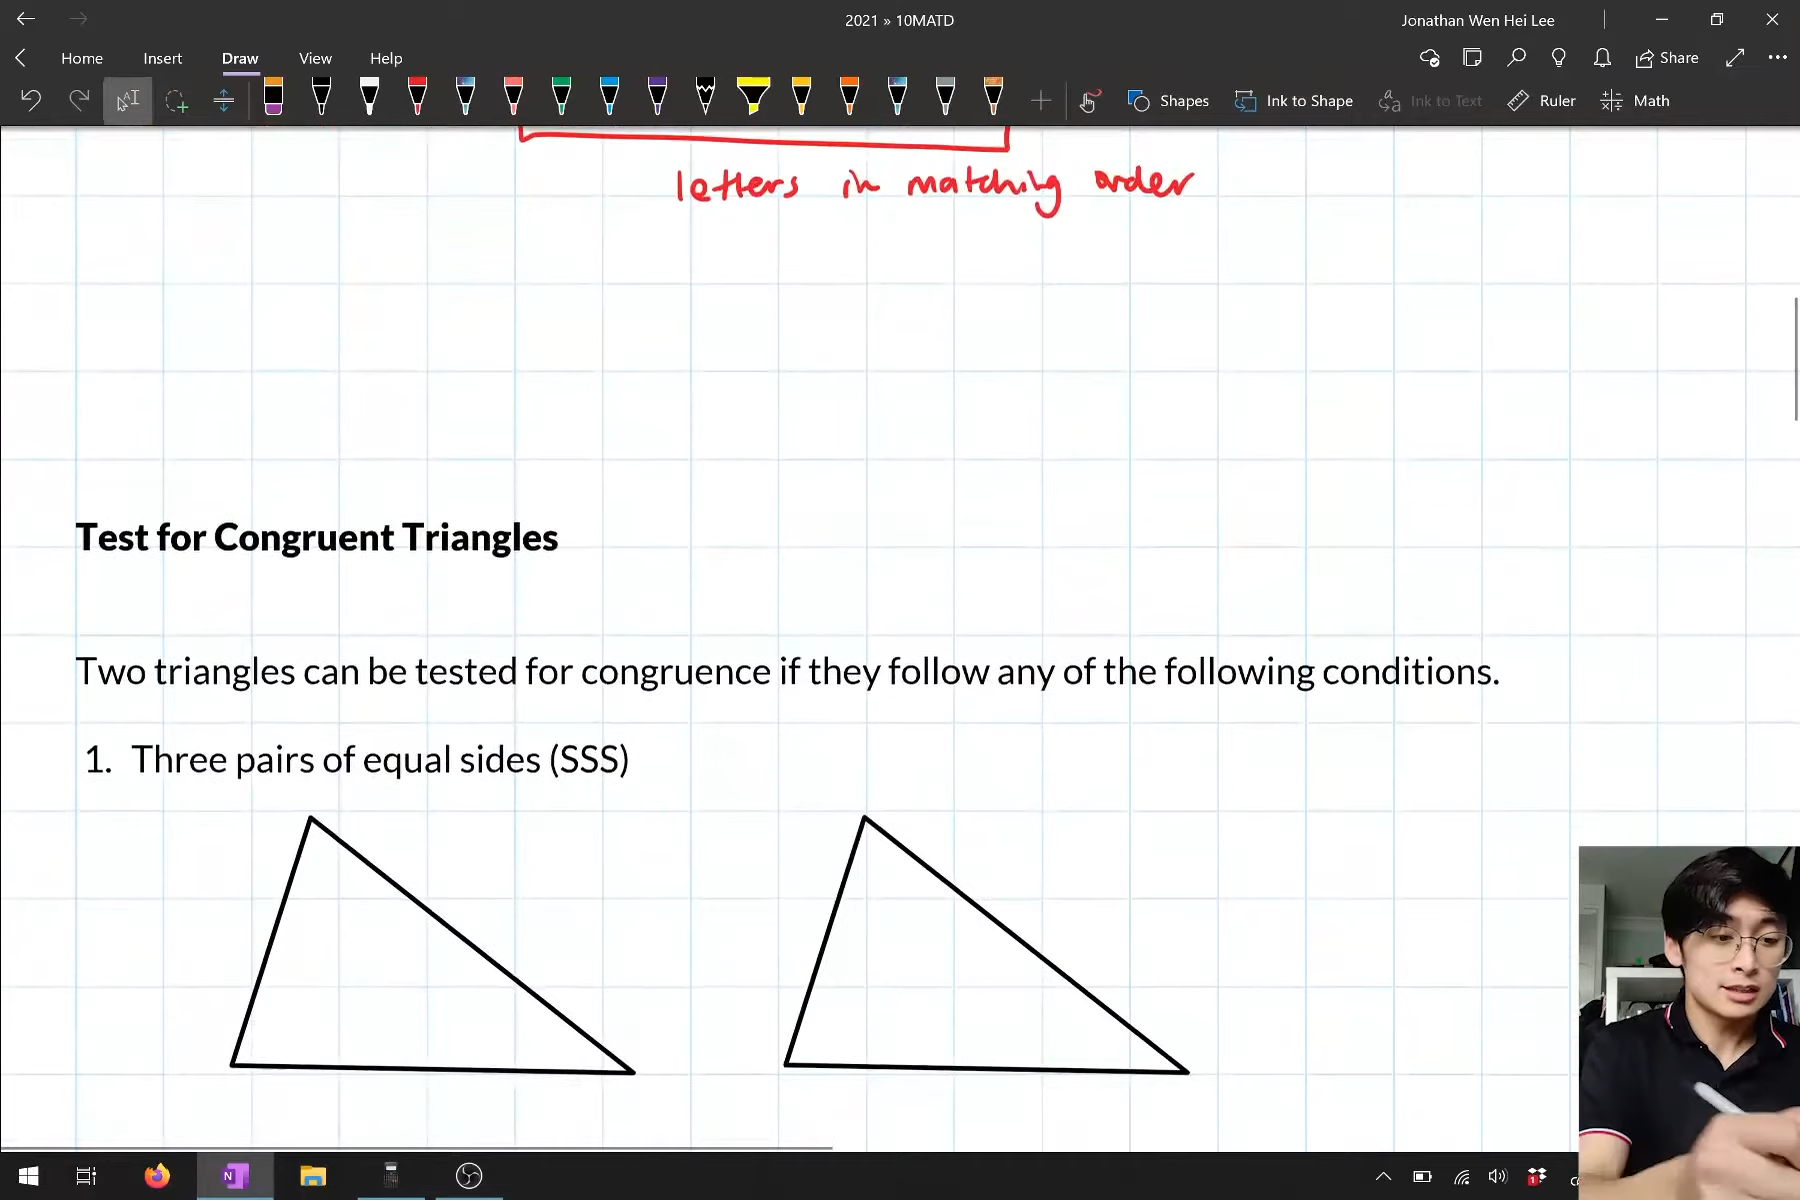 2021 » 10MATD
Jonathan Wen Hei Lee
Home Insert Draw View Help
Share
Shapes Ink to Shape Ink to Text Ruler Math
letters in matching order
Test for Congruent Triangles
Two triangles can be tested for congruence if they follow any of the following conditions.
1. Three pairs of equal sides (SSS)